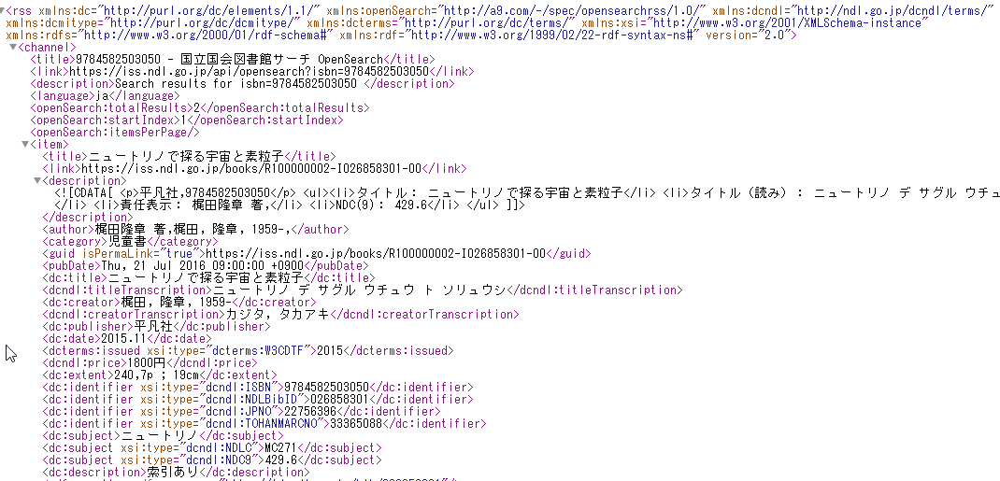 <rss xmlns:dc="http://purl.org/dc/elements/1.1/" xmlns:openSearch="http://a9.com/-/spec/opensearchrss/1.0/" xmlns:dcndl="http://ndl.go.jp/dcndl/terms/"
xmlns:dcmitype="http://purl.org/dc/dcmitype/" xmlns:dcterms="http://purl.org/dc/terms/" xmlns:xsi="http://www.w3.org/2001/XMLSchema-instance"
xmlns:rdfs="http://www.w3.org/2000/01/rdf-schema#" xmlns:rdf="http://www.w3.org/1999/02/22-rdf-syntax-ns#" version="2.0">
<channel>
<title>9784582503050 - 国立国会図書館サーチ OpenSearch</title>
<link>https://iss.ndl.go.jp/api/opensearch?isbn=9784582503050</link>
<description>Search results for isbn=9784582503050 </description>
<language>ja</language>
<openSearch:totalResults>2</openSearch:totalResults>
<openSearch:startIndex>1</openSearch:startIndex>
<openSearch:itemsPerPage/>
<item>
<title>ニュートリノで探る宇宙と素粒子</title>
<link>https://iss.ndl.go.jp/books/R100000002-I026858301-00</link>
<description>
<![CDATA[ <p>平凡社,9784582503050</p> <ul><li>タイトル： ニュートリノで探る宇宙と素粒子</li> <li>タイトル（読み）： ニュートリノ デ サグル ウチュ
</li> <li>責任表示： 梶田隆章 著,</li> <li>NDC(9)： 429.6</li> </ul> ]]>
</description>
<author>梶田隆章 著,梶田, 隆章, 1959-,</author>
<category>児童書</category>
<guid isPermaLink="true">https://iss.ndl.go.jp/books/R100000002-I026858301-00</guid>
<pubDate>Thu, 21 Jul 2016 09:00:00 +0900</pubDate>
<dc:title>ニュートリノで探る宇宙と素粒子</dc:title>
<dcndl:titleTranscription>ニュートリノ デ サグル ウチュウ ト ソリュウシ</dcndl:titleTranscription>
<dc:creator>梶田, 隆章, 1959-</dc:creator>
<dcndl:creatorTranscription>カジタ, タカアキ</dcndl:creatorTranscription>
<dc:publisher>平凡社</dc:publisher>
<dc:date>2015.11</dc:date>
<dcterms:issued xsi:type="dcterms:W3CDTF">2015</dcterms:issued>
<dcndl:price>1800円</dcndl:price>
<dc:extent>240,7p ; 19cm</dc:extent>
<dc:identifier xsi:type="dcndl:ISBN">9784582503050</dc:identifier>
<dc:identifier xsi:type="dcndl:NDLBibID">026858301</dc:identifier>
<dc:identifier xsi:type="dcndl:JPNO">22756396</dc:identifier>
<dc:identifier xsi:type="dcndl:TOHANMARCNO">33365088</dc:identifier>
<dc:subject>ニュートリノ</dc:subject>
<dc:subject xsi:type="dcndl:NDLC">MC271</dc:subject>
<dc:subject xsi:type="dcndl:NDC9">429.6</dc:subject>
<dc:description>索引あり</dc:description>